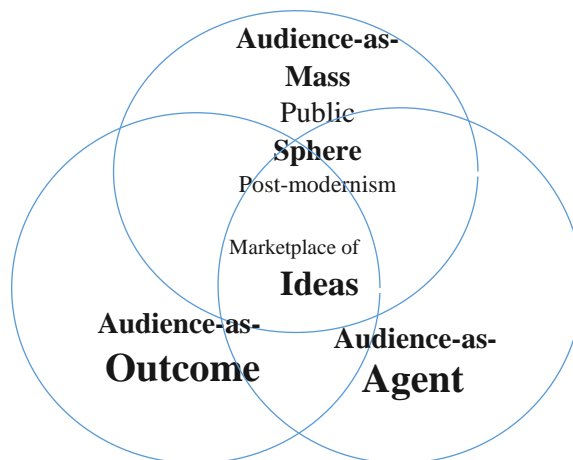 Audience-as-
Mass
Public
Sphere
Post-modernism
Marketplace of
Ideas
Audience-as-
Outcome
Audience-as-
Agent